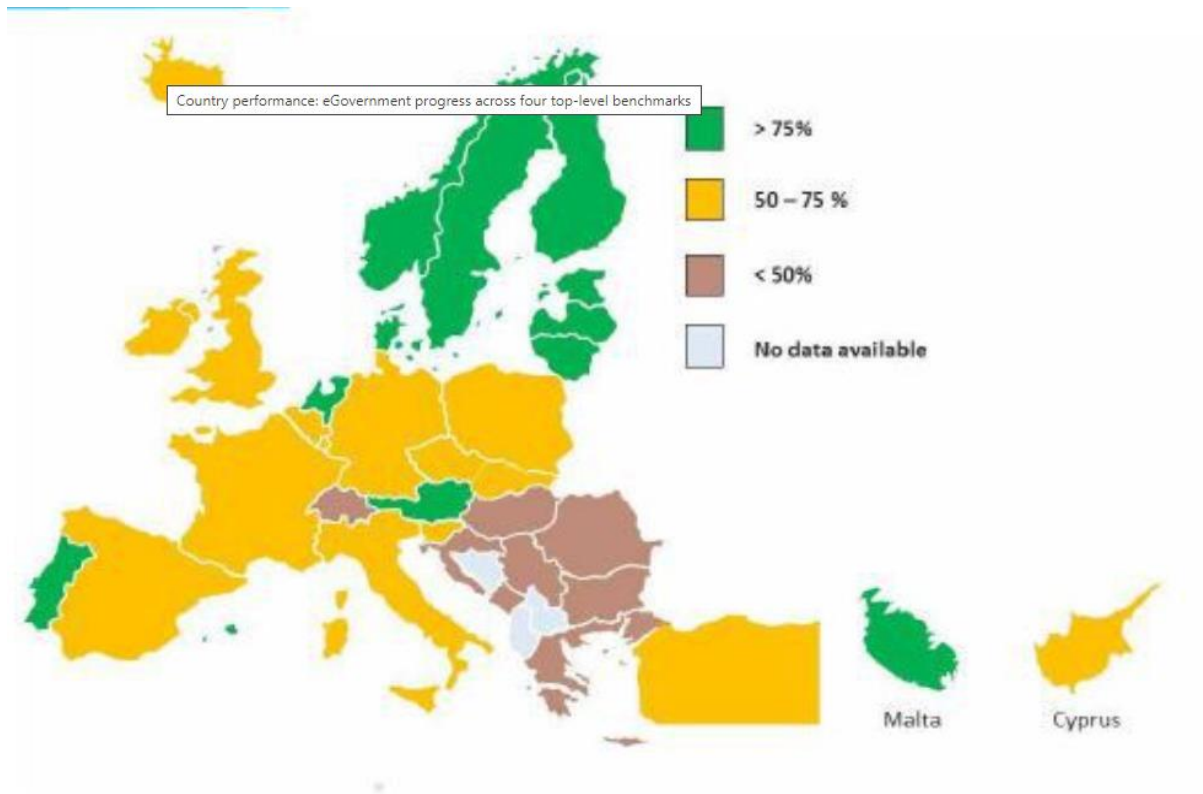 Country performance: eGovernment progress across four top-level benchmarks
> 75%
50 – 75 %
< 50%
No data available
Malta
Cyprus